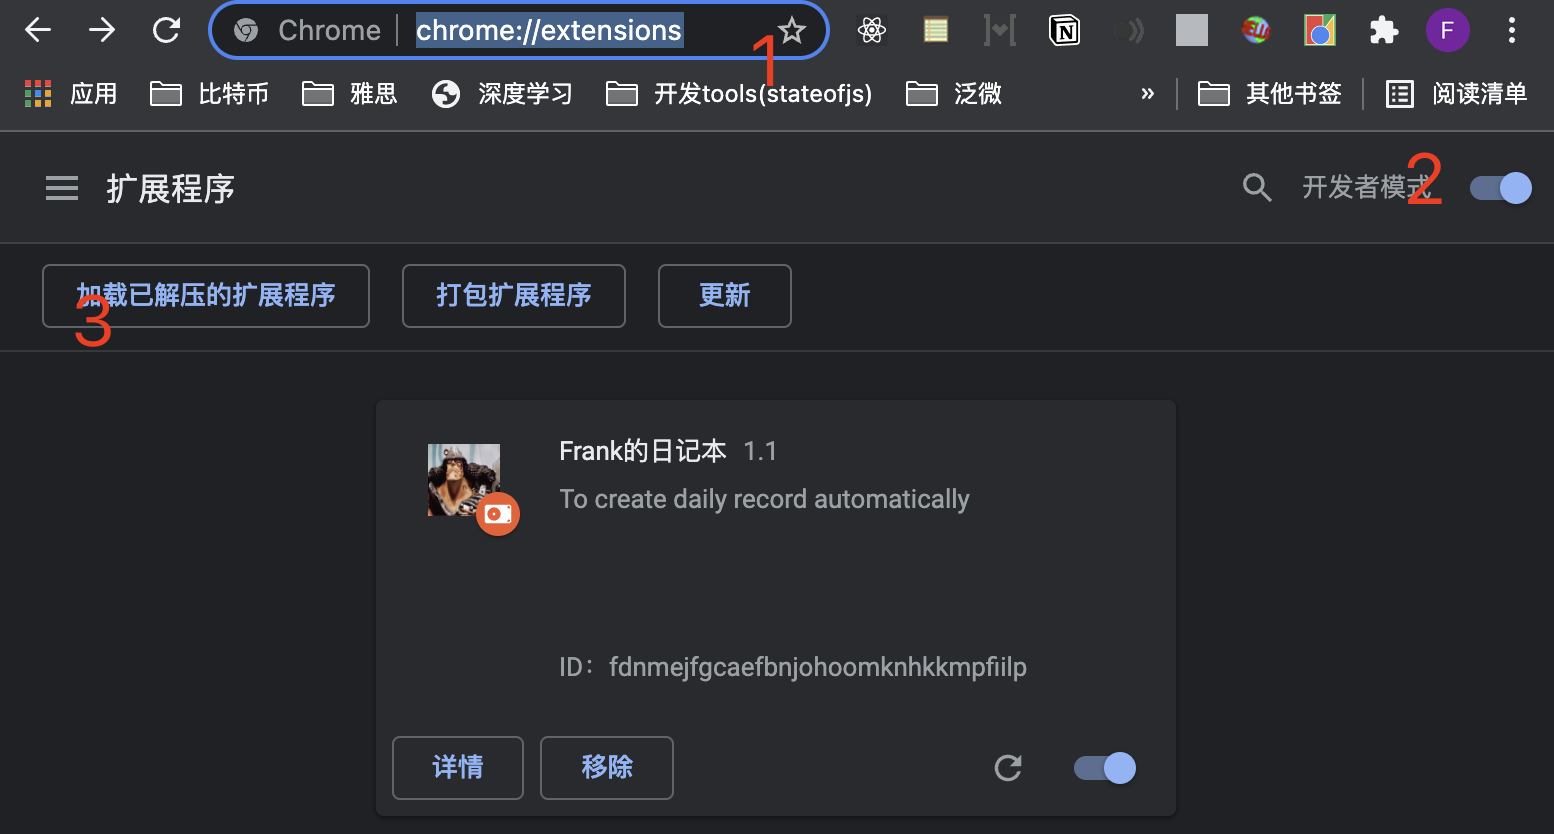 Chrome chrome://extensions F
1
应用 比特币 雅思 深度学习 开发tools(stateofjs) 泛微 » 其他书签 阅读清单
扩展程序 开发者模式
2
加载已解压的扩展程序 打包扩展程序 更新
3
Frank的日记本 1.1
To create daily record automatically
ID：fdnmejfgcaefbnjohoomknhkkmpfiilp
详情 移除